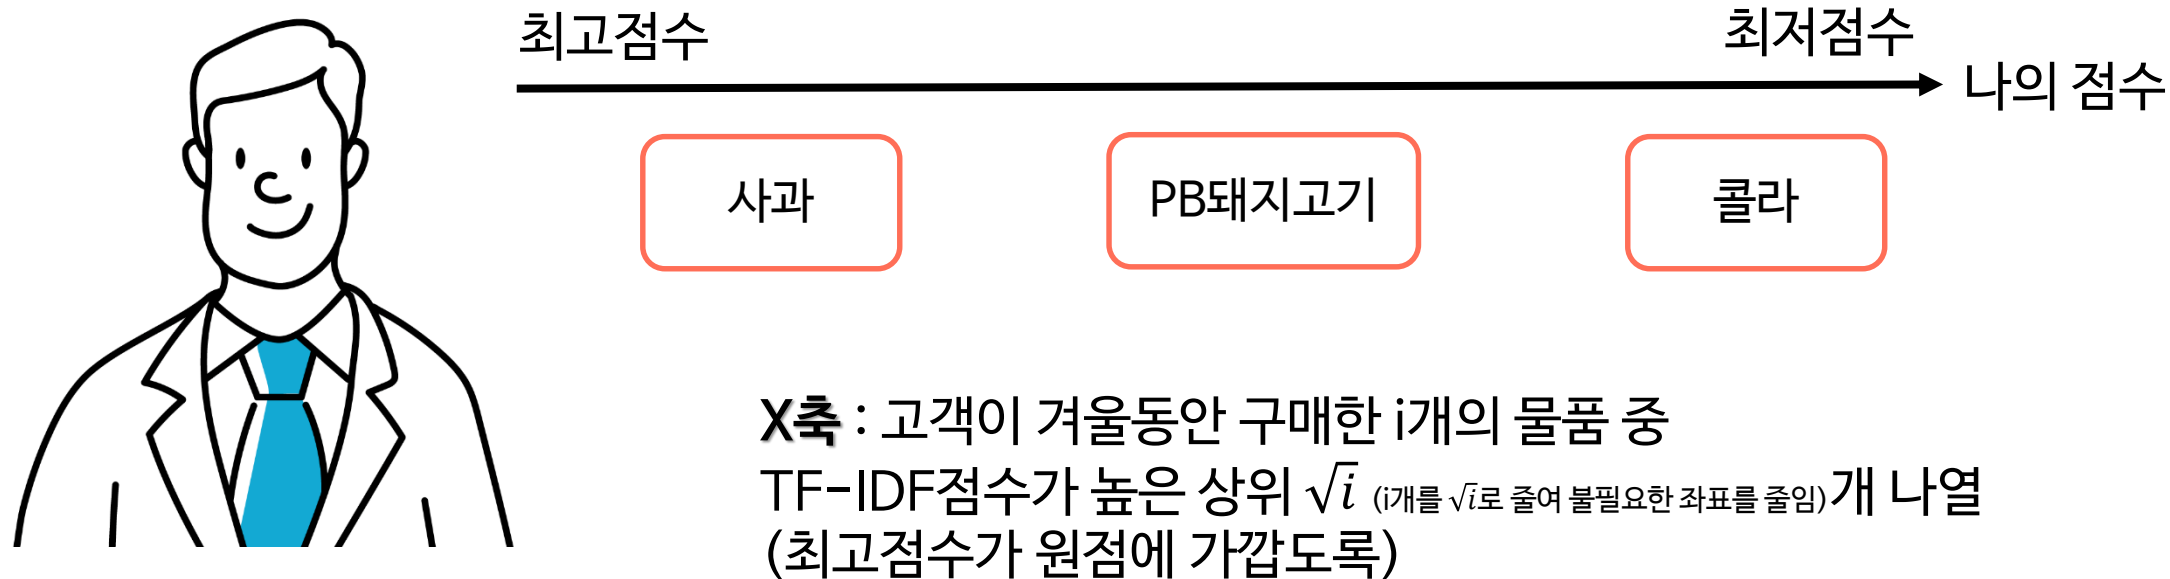 최고점수
최저점수
나의 점수
사과
PB돼지고기
콜라
X축 : 고객이 겨울동안 구매한 i개의 물품 중
TF-IDF점수가 높은 상위 √i (i개를 √i로 줄여 불필요한 좌표를 줄임)개 나열
(최고점수가 원점에 가깝도록)